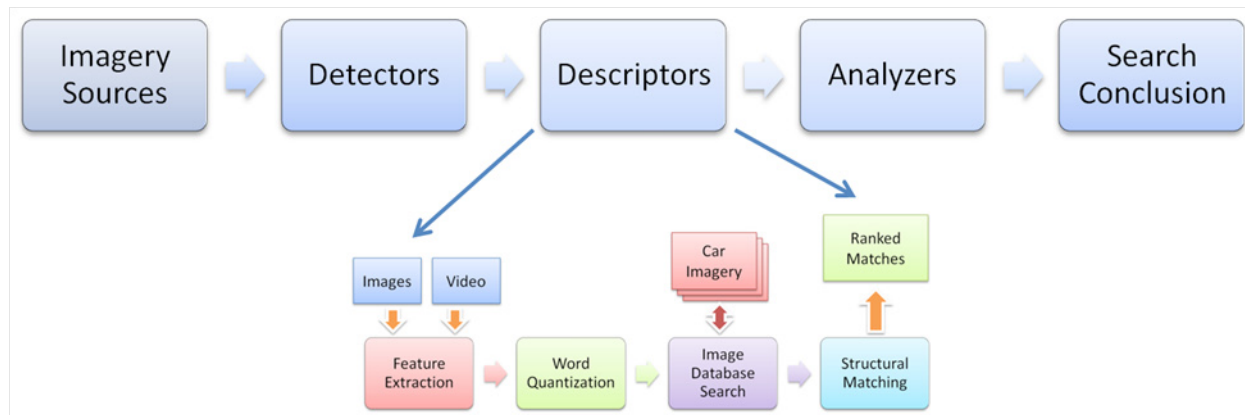 Imagery
Sources
Detectors
Descriptors
Analyzers
Search
Conclusion
Images
Video
Car
Imagery
Ranked
Matches
Feature
Extraction
Word
Quantization
Image
Database
Search
Structural
Matching